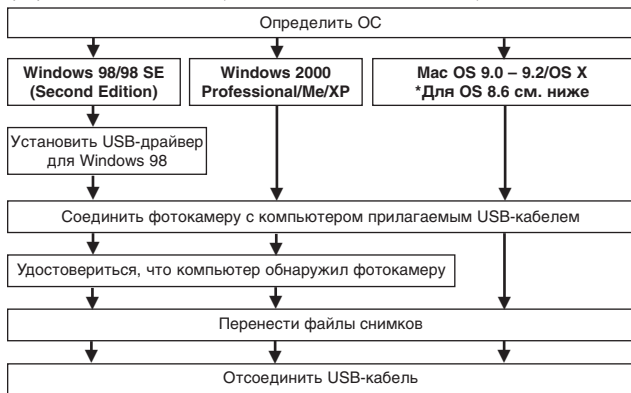 Определить ОС
Windows 98/98 SE
(Second Edition)
Windows 2000
Professional/Me/XP
Mac OS 9.0 – 9.2/OS X
*Для OS 8.6 см. ниже
Установить USB-драйвер
для Windows 98
Соединить фотокамеру с компьютером прилагаемым USB-кабелем
Удостовериться, что компьютер обнаружил фотокамеру
Перенести файлы снимков
Отсоединить USB-кабель